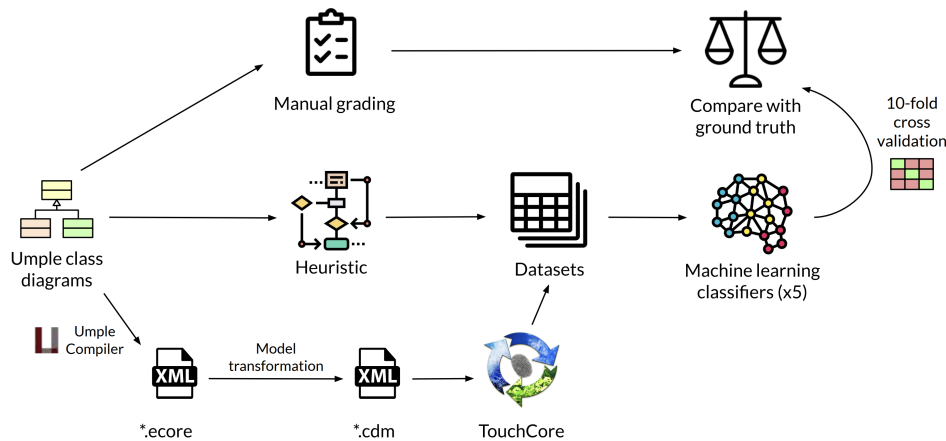 Manual grading
Compare with
ground truth
10-fold
cross
validation
Umple class
diagrams
Heuristic
Datasets
Machine learning
classifiers (x5)
Umple
Compiler
XML
*.ecore
Model
transformation
XML
*.cdm
TouchCore